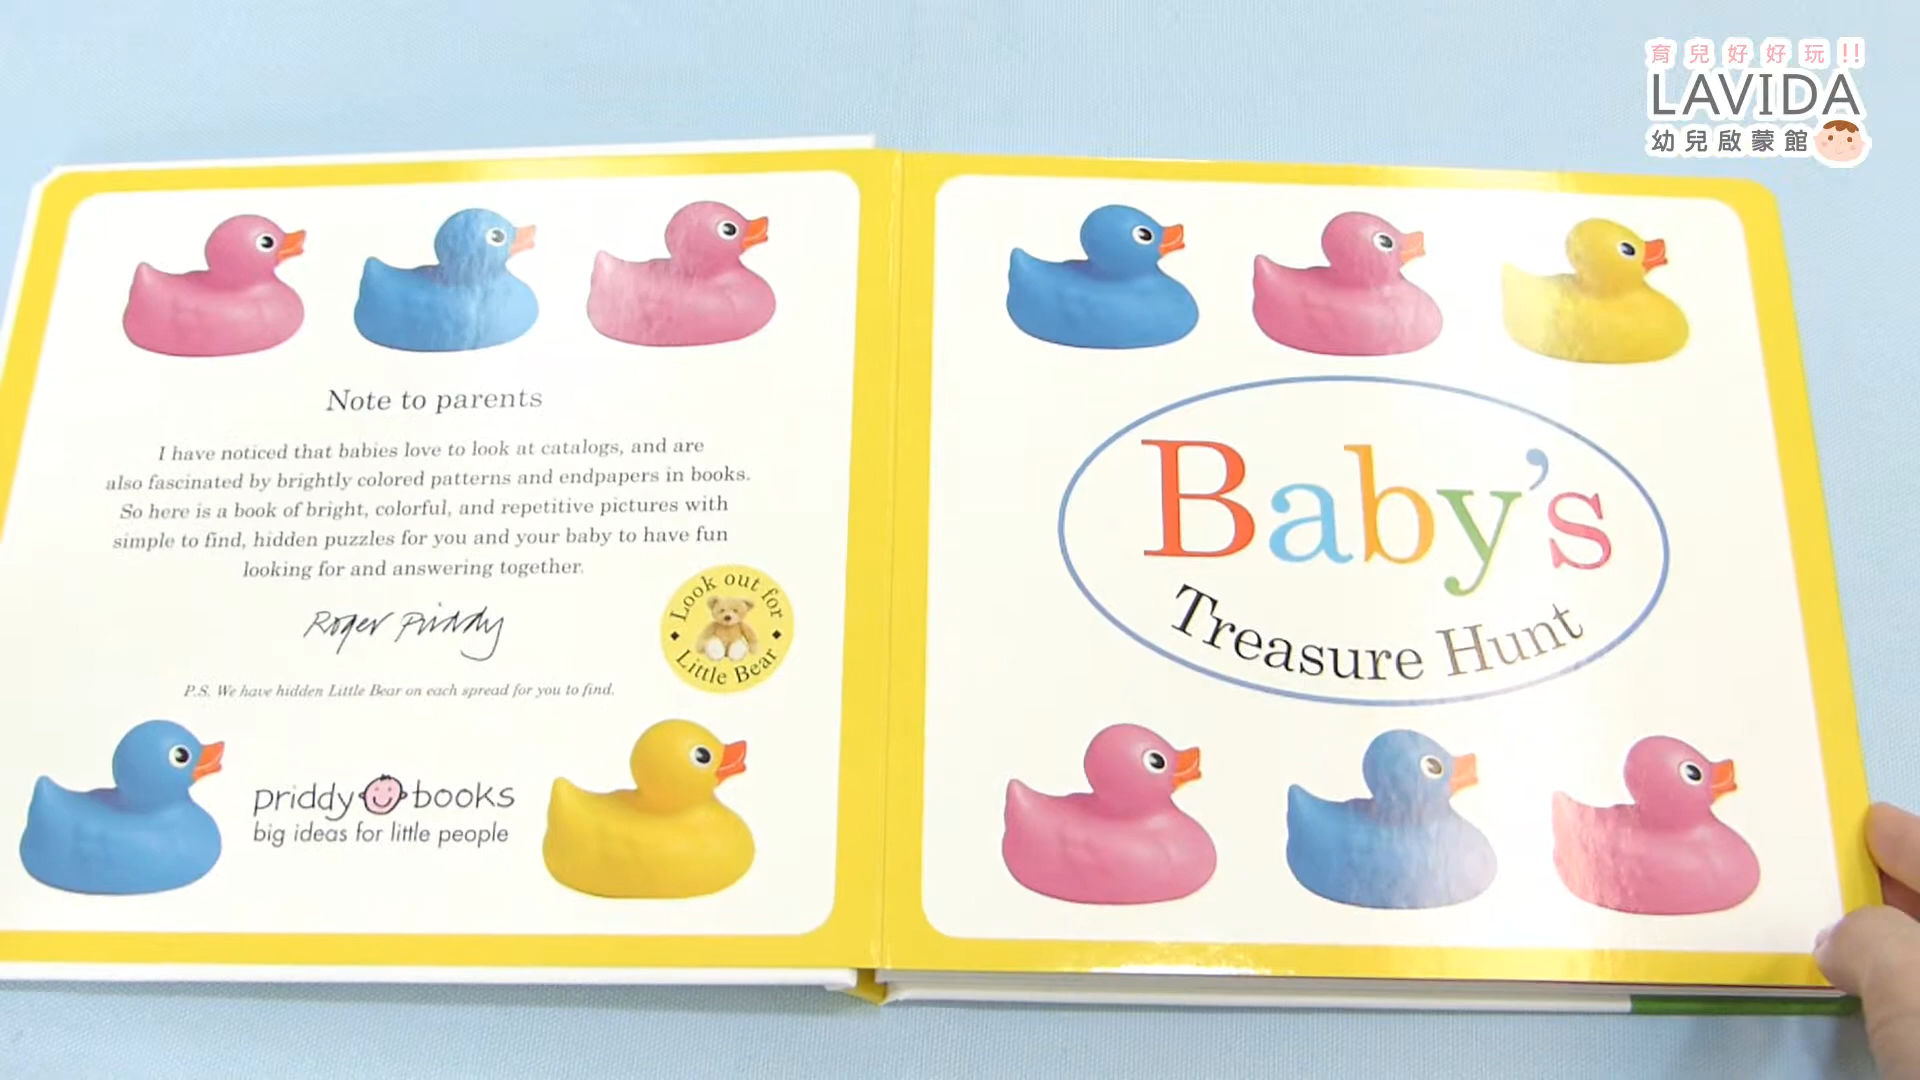 育兒好好玩!!
LAVIDA
幼兒啟蒙館
Note to parents
I have noticed that babies love to look at catalogs, and are
also fascinated by brightly colored patterns and endpapers in books.
So here is a book of bright, colorful, and repetitive pictures with
simple to find, hidden puzzles for you and your baby to have fun
looking for and answering together.
Roger Priddy
Look out for
Little Bear
P.S. We have hidden Little Bear on each spread for you to find.
priddy books
big ideas for little people
Baby's
Treasure Hunt